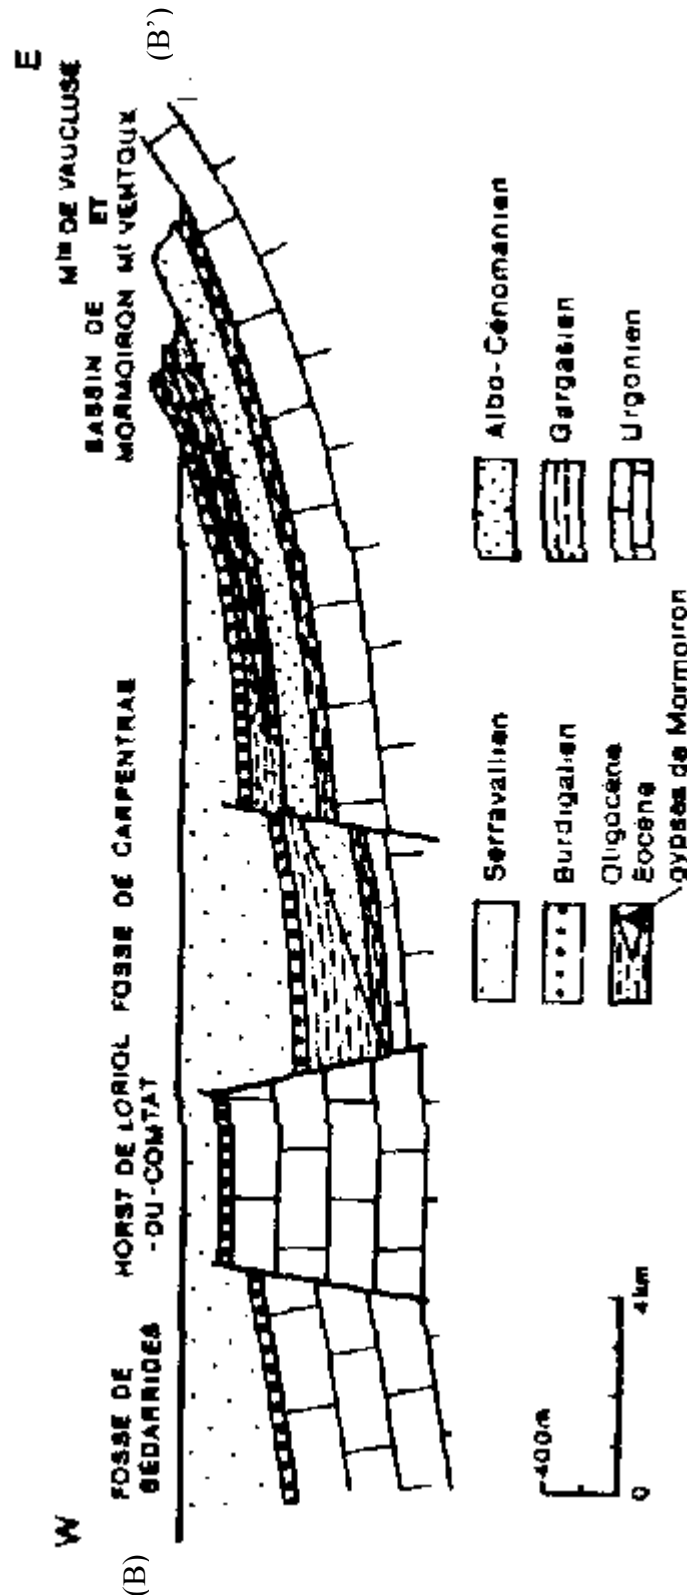 W
E
(B)
(B')
FOSSE DE
BÉDARRIDES
HORST DE LORIOL
-DU-COMTAT
FOSSE DE CARPENTRAS
BASSIN DE
MORMOIRON
Mts DE VAUCLUSE
ET
Mt VENTOUX
400m
0
4km
Serravallien
Burdigalien
Oligocène
Eocène
gypses de Mormoiron
Albo-Cénomanien
Gargasien
Urgonien